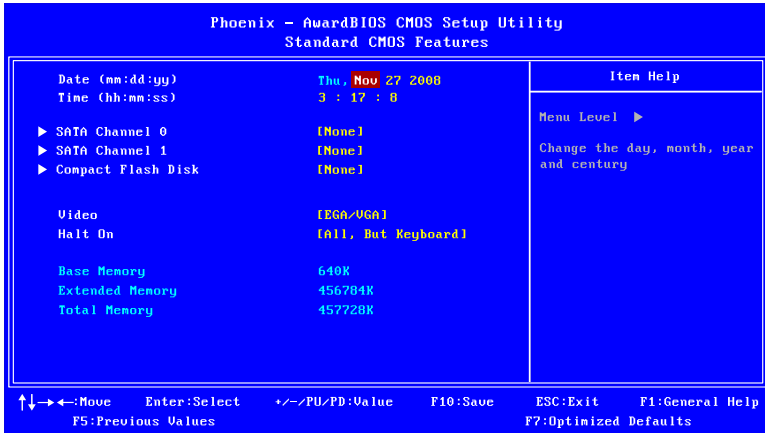 Phoenix - AwardBIOS CMOS Setup Utility
Standard CMOS Features
Date (mm:dd:yy) Thu, Nov 27 2008
Time (hh:mm:ss) 3 : 17 : 8
▶ SATA Channel 0 [None]
▶ SATA Channel 1 [None]
▶ Compact Flash Disk [None]
Video [EGA/VGA]
Halt On [All, But Keyboard]
Base Memory 640K
Extended Memory 456784K
Total Memory 457728K
Item Help
Menu Level ▶
Change the day, month, year
and century
↑↓→←:Move Enter:Select +/-/PU/PD:Value F10:Save ESC:Exit F1:General Help
F5:Previous Values F7:Optimized Defaults